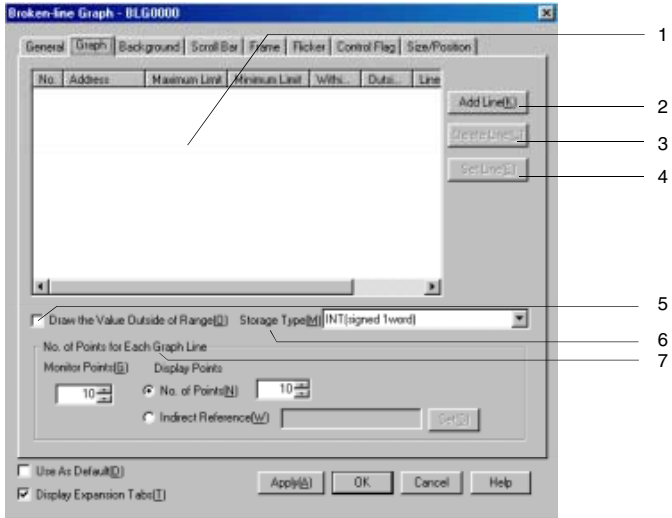 Broken-line Graph - BLG0000
General Graph Background Scroll Bar Frame Flicker Control Flag Size/Position
1
No. Address Maximum Limit Minimum Limit Withi... Outsi... Line
Add Line(K)
2
3
Set Line(E)
4
5
Draw the Value Outside of Range(O) Storage Type(M) INT(signed 1word)
6
No. of Points for Each Graph Line
7
Monitor Points(G) Display Points
10 No. of Points(N) 10
Indirect Reference(W)
Use As Default(D)
Display Expansion Tabs(T)
Apply(A) OK Cancel Help